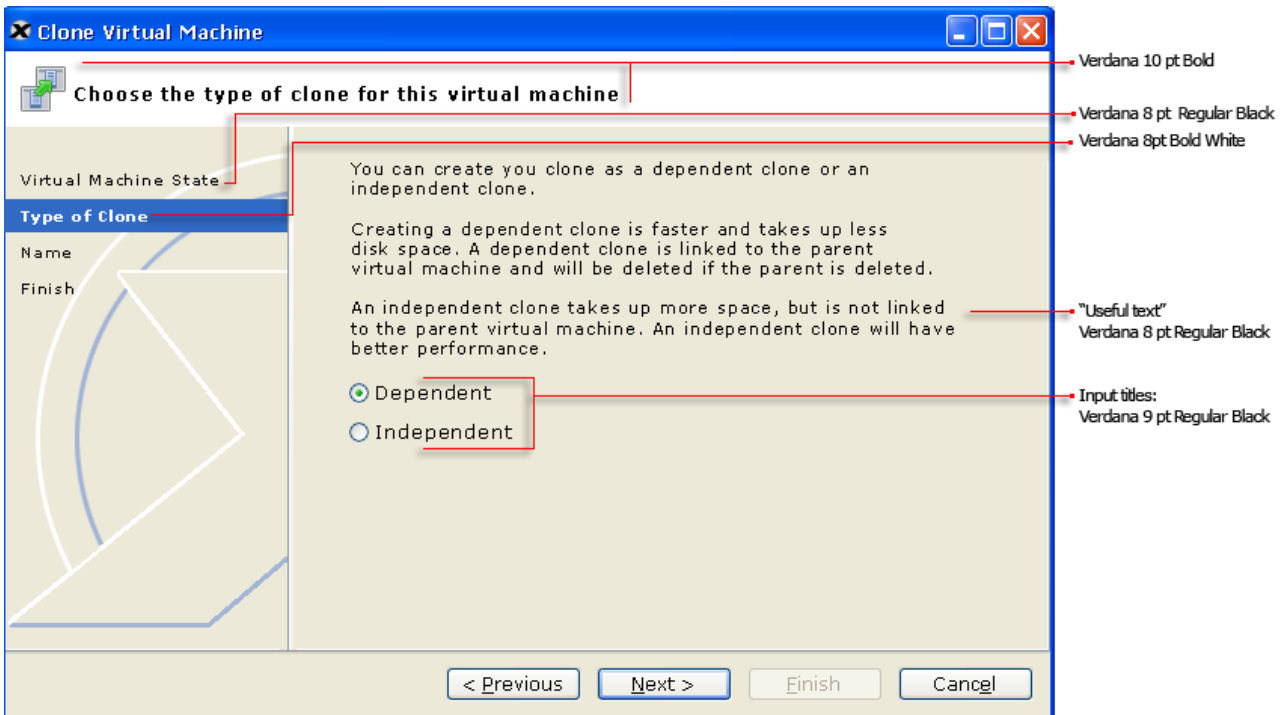 Clone Virtual Machine
Choose the type of clone for this virtual machine
Virtual Machine State
Type of Clone
Name
Finish
You can create you clone as a dependent clone or an
independent clone.
Creating a dependent clone is faster and takes up less
disk space. A dependent clone is linked to the parent
virtual machine and will be deleted if the parent is deleted.
An independent clone takes up more space, but is not linked
to the parent virtual machine. An independent clone will have
better performance.
Dependent
Independent
< Previous
Next >
Finish
Cancel
Verdana 10 pt Bold
Verdana 8 pt Regular Black
Verdana 8pt Bold White
“Useful text”
Verdana 8 pt Regular Black
Input titles:
Verdana 9 pt Regular Black